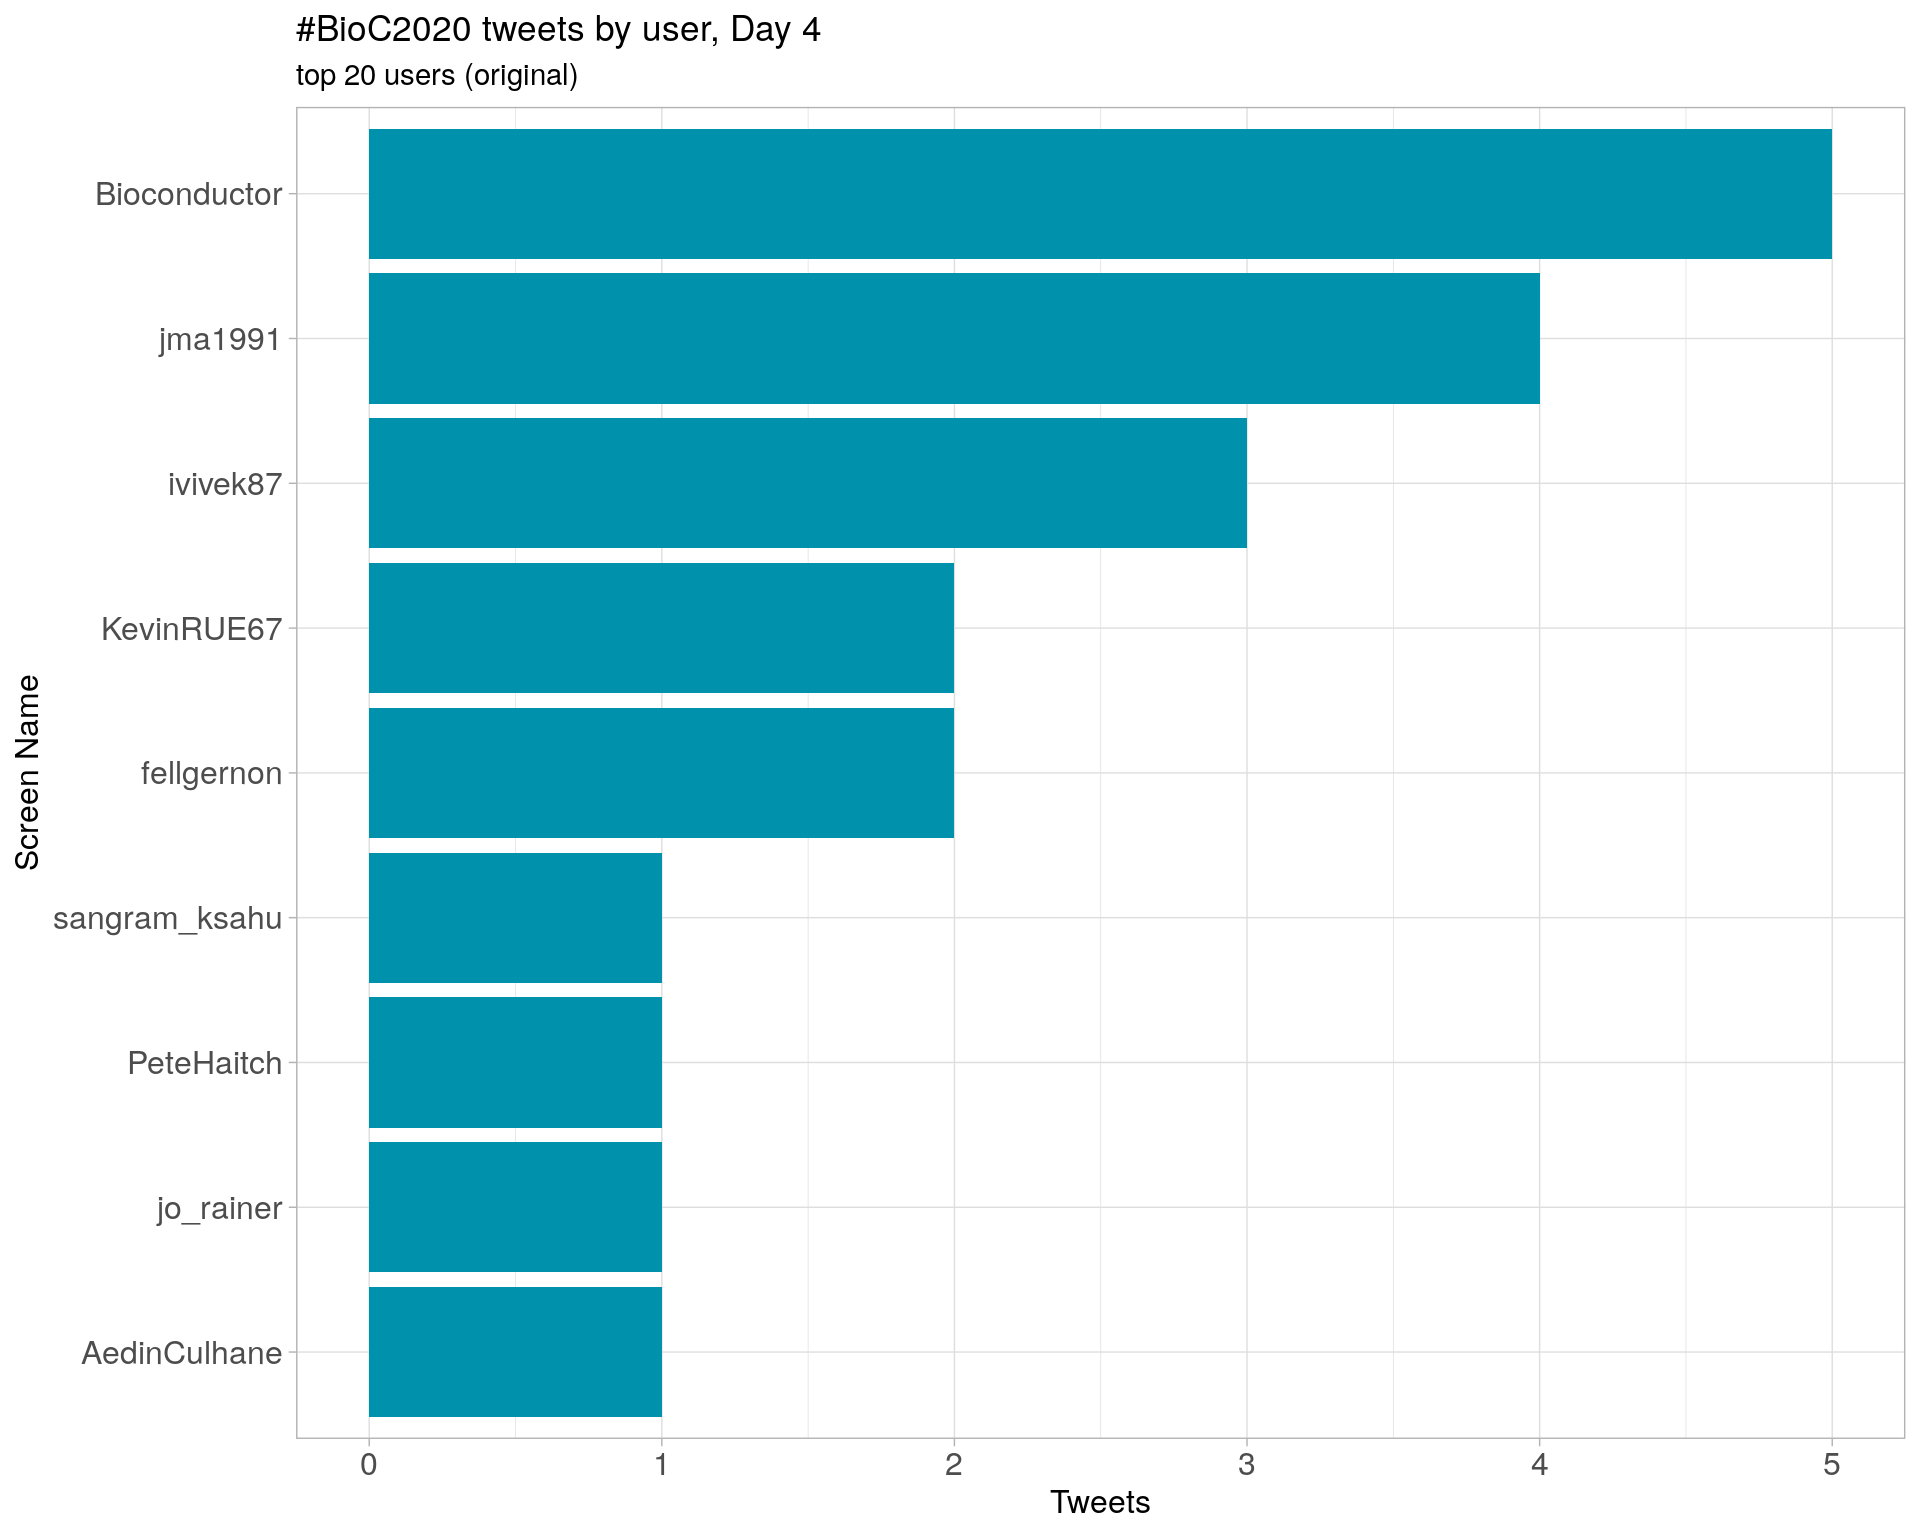 #BioC2020 tweets by user, Day 4
top 20 users (original)
Bioconductor
jma1991
ivivek87
KevinRUE67
fellgernon
sangram_ksahu
PeteHaitch
jo_rainer
AedinCulhane
Screen Name
0 1 2 3 4 5
Tweets